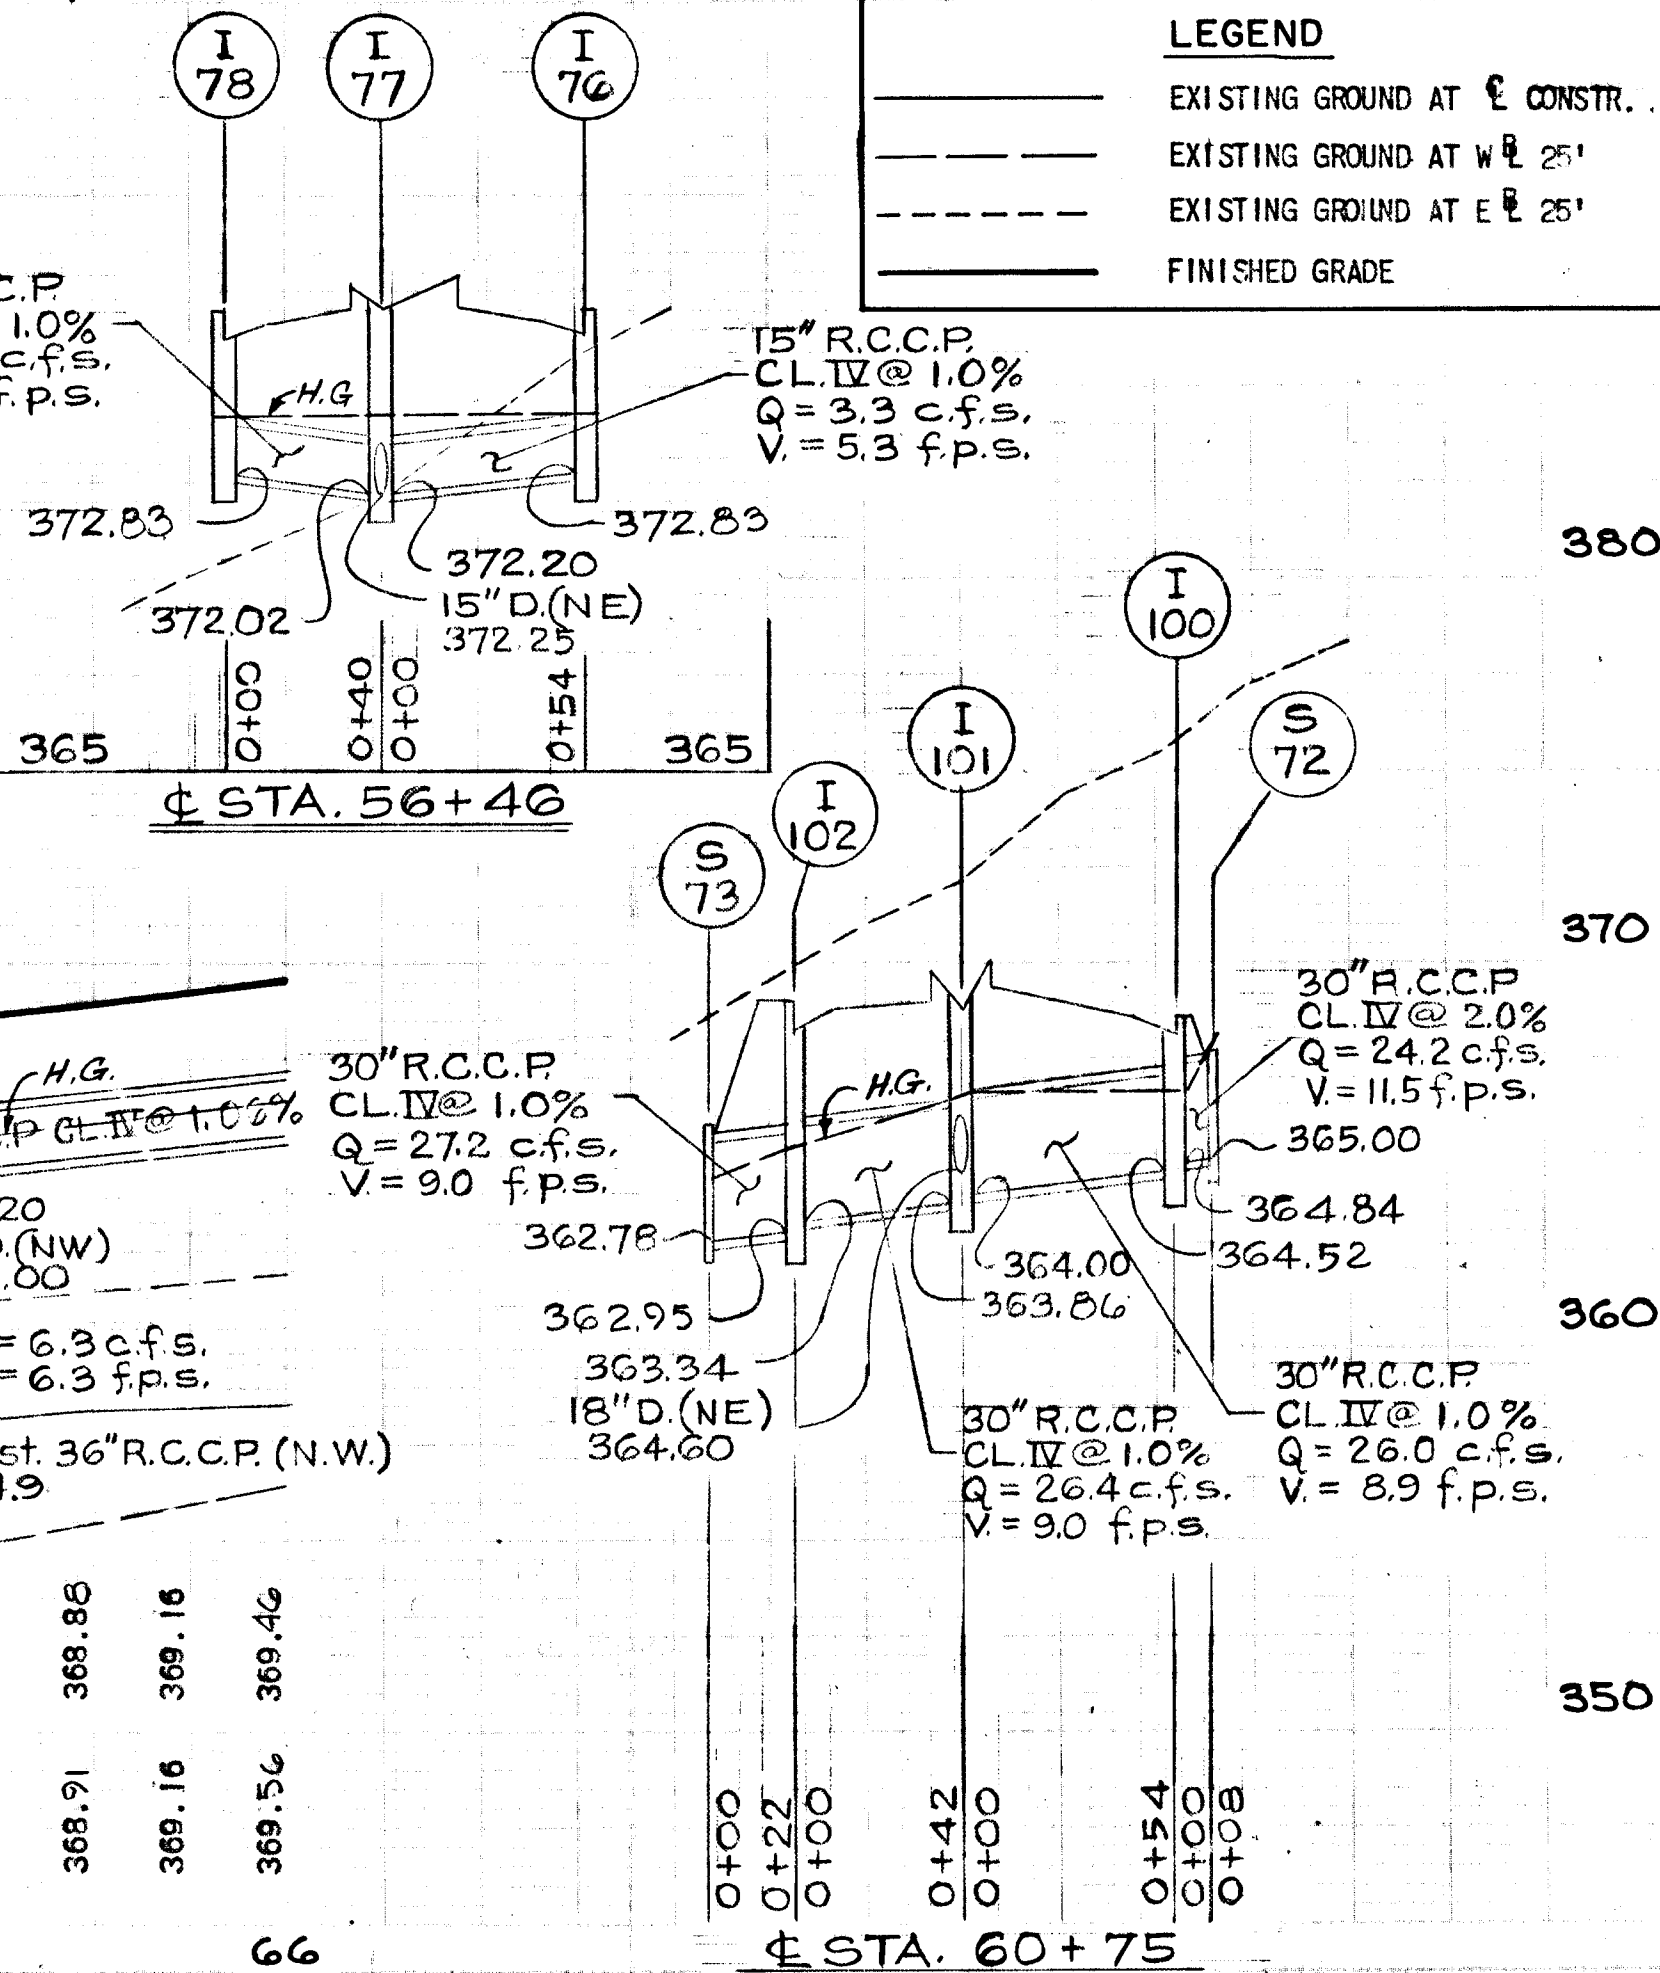 I
78
I
77
I
76
LEGEND
EXISTING GROUND AT ℄ CONSTR.
EXISTING GROUND AT W ᴮL 25'
EXISTING GROUND AT E ᴮL 25'
FINISHED GRADE
C.P.
1.0%
c.f.s.
f.p.s.
H.G
15" R.C.C.P.
CL.IV @ 1.0%
Q = 3.3 c.f.s.
V. = 5.3 f.p.s.
372.83
372.83
372.20
15" D.(NE)
372.25
372.02
365
0+00
0+40
0+00
0+54
365
℄ STA. 56+46
380
370
360
350
I
100
I
101
S
72
I
102
S
73
30" R.C.C.P.
CL.IV @ 2.0%
Q = 24.2 c.f.s.
V. = 11.5 f.p.s.
365.00
364.84
364.52
H.G.
P CL.IV @ 1.00%
30" R.C.C.P.
CL.IV @ 1.0%
Q = 27.2 c.f.s.
V. = 9.0 f.p.s.
H.G.
362.78
362.95
363.34
18" D.(NE)
364.60
364.00
363.86
30" R.C.C.P.
CL.IV @ 1.0%
Q = 26.4 c.f.s.
V. = 9.0 f.p.s.
30" R.C.C.P.
CL.IV @ 1.0%
Q = 26.0 c.f.s.
V. = 8.9 f.p.s.
20
.(NW)
.00
= 6.3 c.f.s.
= 6.3 f.p.s.
st. 36" R.C.C.P. (N.W.)
.9
368.88
369.16
369.46
368.91
369.16
369.56
66
0+00
0+22
0+00
0+42
0+00
0+54
0+00
0+08
℄ STA. 60+75